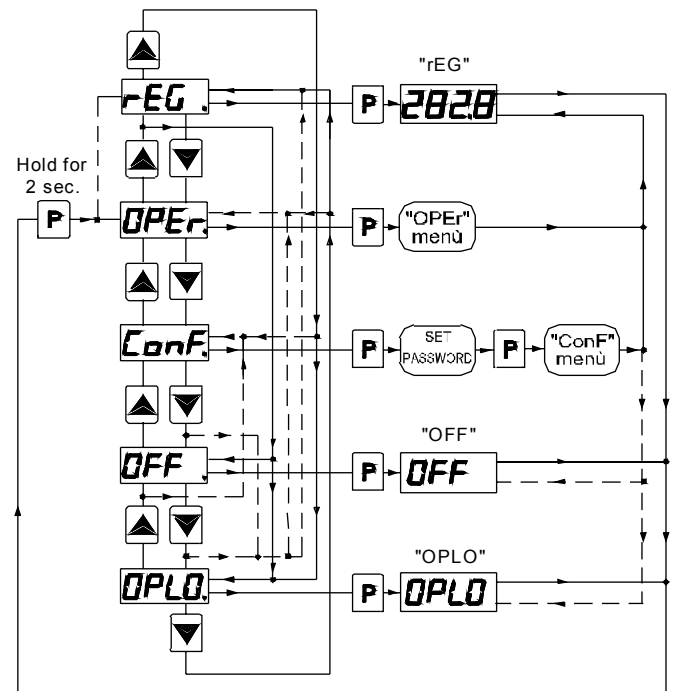 "rEG"
rEG .
P
282.8
Hold for
2 sec.
P
OPEr.
P
"OPEr"
menù
ConF.
P
SET
PASSWORD
P
"ConF"
menù
"OFF"
OFF .
P
OFF
"OPLO"
OPLO.
P
OPLO